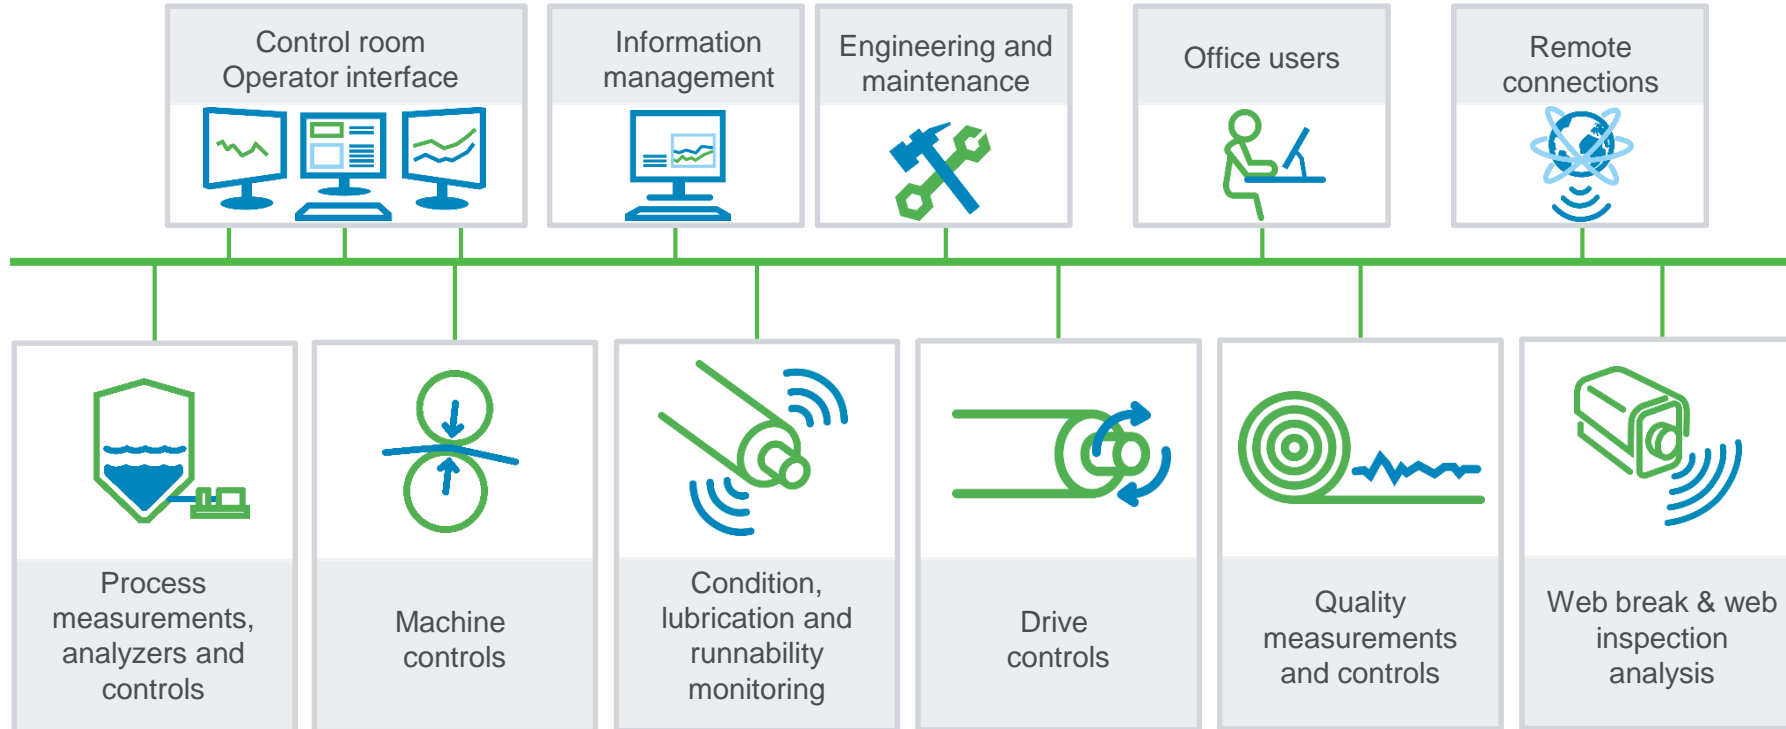 Control room
Operator interface
Information
management
Engineering and
maintenance
Office users
Remote
connections
Process
measurements,
analyzers and
controls
Machine
controls
Condition,
lubrication and
runnability
monitoring
Drive
controls
Quality
measurements
and controls
Web break & web
inspection
analysis